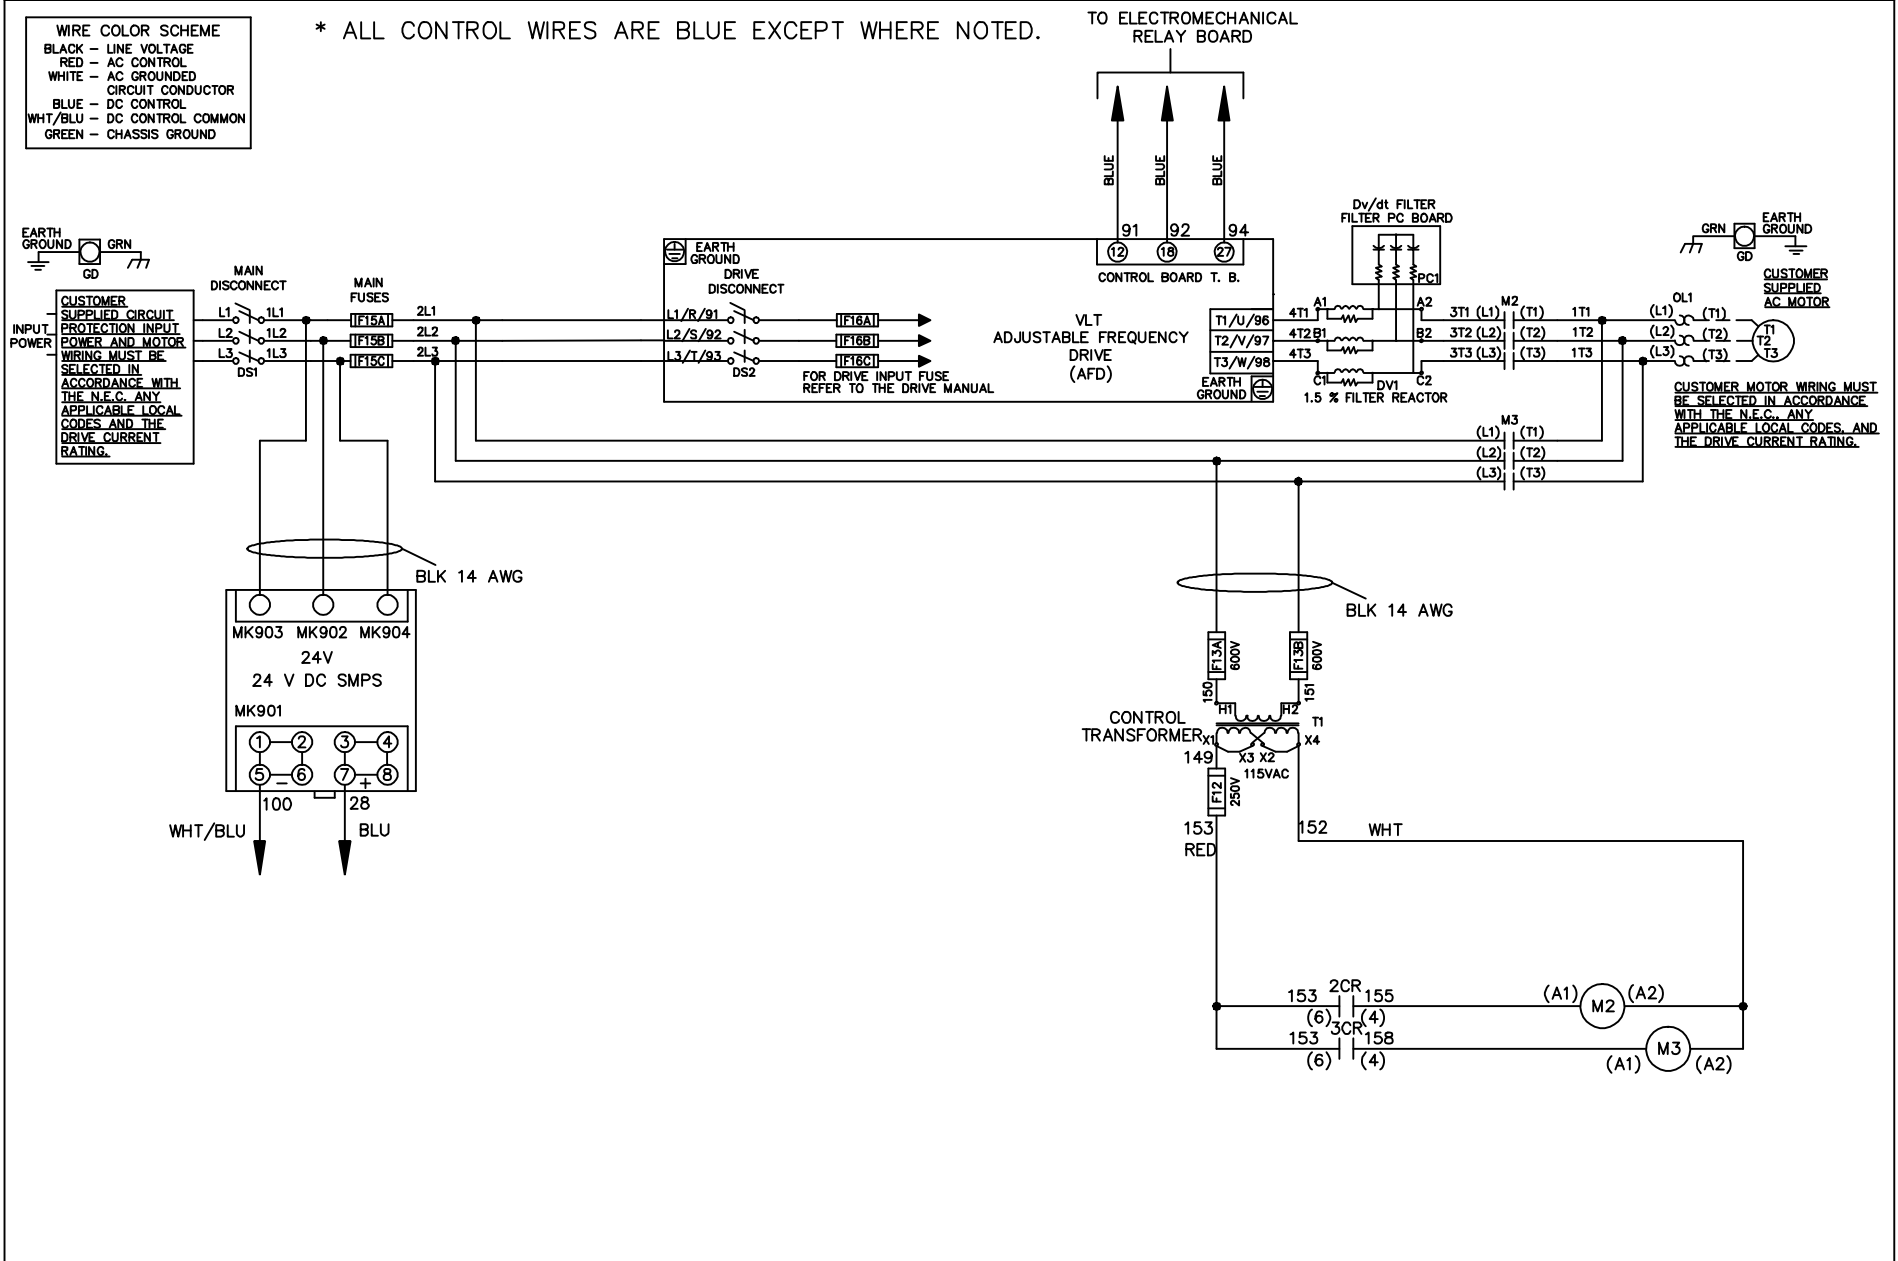 WIRE COLOR SCHEME
BLACK – LINE VOLTAGE
RED – AC CONTROL
WHITE – AC GROUNDED
CIRCUIT CONDUCTOR
BLUE – DC CONTROL
WHT/BLU – DC CONTROL COMMON
GREEN – CHASSIS GROUND
* ALL CONTROL WIRES ARE BLUE EXCEPT WHERE NOTED.
TO ELECTROMECHANICAL
RELAY BOARD
BLUE
BLUE
BLUE
91 92 94
12 18 27
CONTROL BOARD T. B.
EARTH
GROUND
GRN
GD
CUSTOMER
SUPPLIED CIRCUIT
PROTECTION INPUT
POWER AND MOTOR
WIRING MUST BE
SELECTED IN
ACCORDANCE WITH
THE N.E.C. ANY
APPLICABLE LOCAL
CODES AND THE
DRIVE CURRENT
RATING.
INPUT
POWER
MAIN
DISCONNECT
L1 1L1
L2 1L2
L3 1L3
DS1
MAIN
FUSES
F15A
F15B
F15C
2L1
2L2
2L3
EARTH
GROUND
DRIVE
DISCONNECT
L1/R/91
L2/S/92
L3/T/93
DS2
F16A
F16B
F16C
FOR DRIVE INPUT FUSE
REFER TO THE DRIVE MANUAL
VLT
ADJUSTABLE FREQUENCY
DRIVE
(AFD)
T1/U/96
T2/V/97
T3/W/98
EARTH
GROUND
4T1
4T2
4T3
Dv/dt FILTER
FILTER PC BOARD
PC1
A1 A2
B1 B2
C1 C2
DV1
1.5 % FILTER REACTOR
M2
3T1 (L1) (T1) 1T1
3T2 (L2) (T2) 1T2
3T3 (L3) (T3) 1T3
OL1
(L1) (T1)
(L2) (T2)
(L3) (T3)
T1
T2
T3
GRN
GD
EARTH
GROUND
CUSTOMER
SUPPLIED
AC MOTOR
CUSTOMER MOTOR WIRING MUST
BE SELECTED IN ACCORDANCE
WITH THE N.E.C., ANY
APPLICABLE LOCAL CODES, AND
THE DRIVE CURRENT RATING.
M3
(L1) (T1)
(L2) (T2)
(L3) (T3)
BLK 14 AWG
MK903 MK902 MK904
24V
24 V DC SMPS
MK901
1 2 3 4
5 6 7 8
– +
100 28
WHT/BLU BLU
BLK 14 AWG
F13A
600V
F13B
600V
150
151
H1 H2
T1
CONTROL
TRANSFORMER
X1 X3 X2 X4
115VAC
149
F12
250V
153
RED
152 WHT
2CR
153 155
(6) (4)
(A1) M2 (A2)
3CR
153 158
(6) (4)
(A1) M3 (A2)